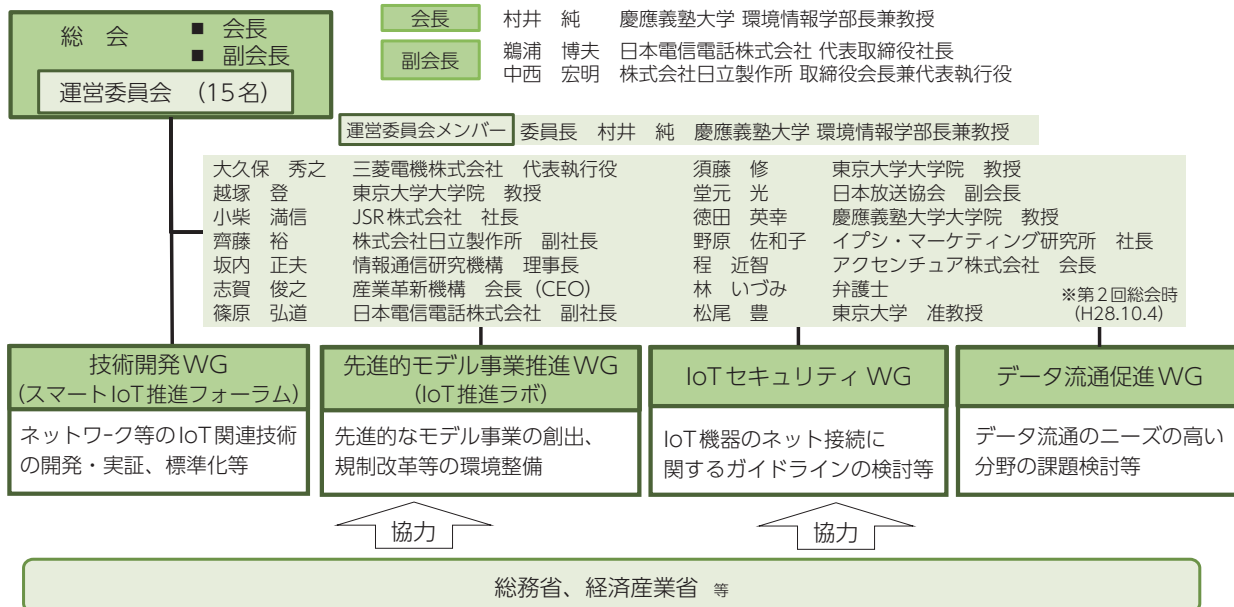 総 会
■ 会長
■ 副会長
運営委員会 (15名)
会長 村井 純 慶應義塾大学 環境情報学部長兼教授
副会長 鵜浦 博夫 日本電信電話株式会社 代表取締役社長
中西 宏明 株式会社日立製作所 取締役会長兼代表執行役
運営委員会メンバー 委員長 村井 純 慶應義塾大学 環境情報学部長兼教授
大久保 秀之 三菱電機株式会社 代表執行役
越塚 登 東京大学大学院 教授
小柴 満信 JSR株式会社 社長
齊藤 裕 株式会社日立製作所 副社長
坂内 正夫 情報通信研究機構 理事長
志賀 俊之 産業革新機構 会長(CEO)
篠原 弘道 日本電信電話株式会社 副社長
須藤 修 東京大学大学院 教授
堂元 光 日本放送協会 副会長
徳田 英幸 慶應義塾大学大学院 教授
野原 佐和子 イプシ・マーケティング研究所 社長
程 近智 アクセンチュア株式会社 会長
林 いづみ 弁護士
松尾 豊 東京大学 准教授
※第2回総会時
(H28.10.4)
技術開発WG
(スマートIoT推進フォーラム)
ネットワーク等のIoT関連技術
の開発・実証、標準化等
先進的モデル事業推進WG
(IoT推進ラボ)
先進的なモデル事業の創出、
規制改革等の環境整備
IoTセキュリティWG
IoT機器のネット接続に
関するガイドラインの検討等
データ流通促進WG
データ流通のニーズの高い
分野の課題検討等
協力
協力
総務省、経済産業省 等